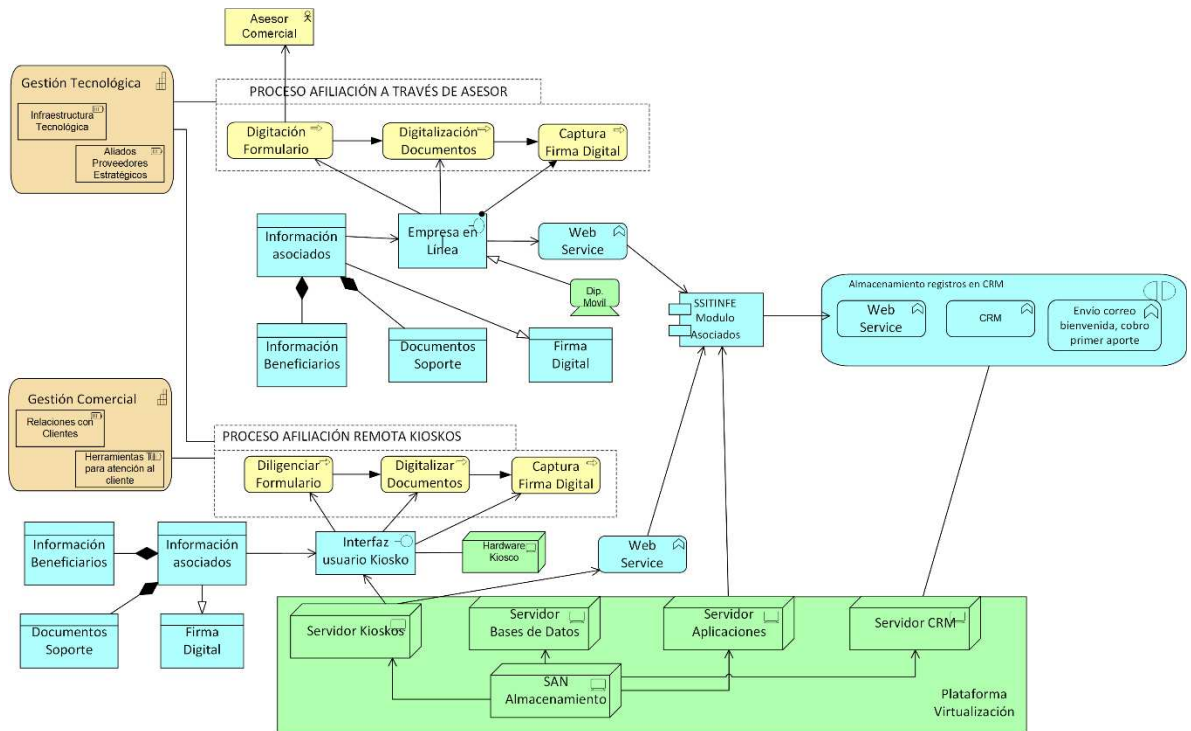 Asesor
Comercial
Gestión Tecnológica
Infraestructura
Tecnológica
Aliados
Proveedores
Estratégicos
PROCESO AFILIACIÓN A TRAVÉS DE ASESOR
Digitación
Formulario
Digitalización
Documentos
Captura
Firma Digital
Información
asociados
Empresa en
Línea
Web
Service
Dip.
Movil
SSITINFE
Modulo
Asociados
Almacenamiento registros en CRM
Web
Service
CRM
Envío correo
bienvenida, cobro
primer aporte
Información
Beneficiarios
Documentos
Soporte
Firma
Digital
Gestión Comercial
Relaciones con
Clientes
Herramientas
para atención al
cliente
PROCESO AFILIACIÓN REMOTA KIOSKOS
Diligenciar
Formulario
Digitalizar
Documentos
Captura
Firma Digital
Información
Beneficiarios
Información
asociados
Interfaz
usuario Kiosko
Hardware
Kiosco
Web
Service
Documentos
Soporte
Firma
Digital
Servidor Kioskos
Servidor
Bases de Datos
Servidor
Aplicaciones
Servidor CRM
SAN
Almacenamiento
Plataforma
Virtualización